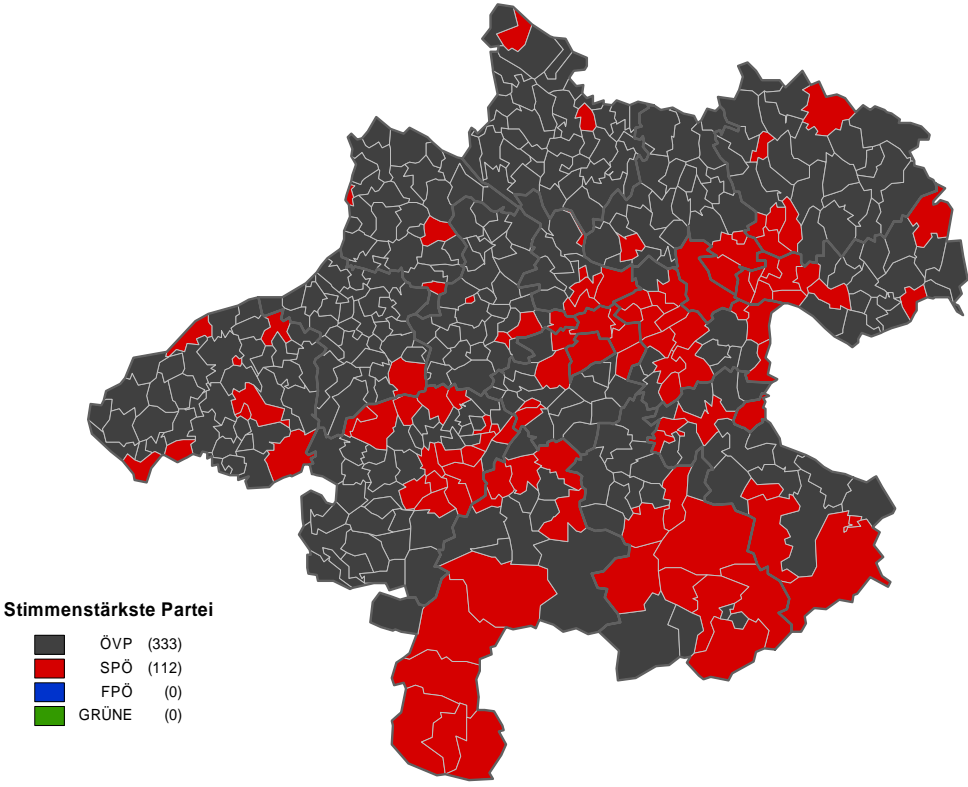 Stimmenstärkste Partei
ÖVP (333)
SPÖ (112)
FPÖ (0)
GRÜNE (0)